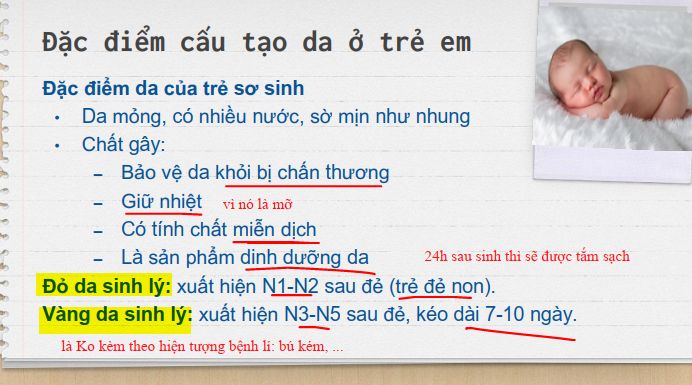 Đặc điểm cấu tạo da ở trẻ em
Đặc điểm da của trẻ sơ sinh
• Da mỏng, có nhiều nước, sờ mịn như nhung
• Chất gây:
– Bảo vệ da khỏi bị chấn thương
– Giữ nhiệt vì nó là mỡ
– Có tính chất miễn dịch
– Là sản phẩm dinh dưỡng da 24h sau sinh thì sẽ được tắm sạch
Đỏ da sinh lý: xuất hiện N1-N2 sau đẻ (trẻ đẻ non).
Vàng da sinh lý: xuất hiện N3-N5 sau đẻ, kéo dài 7-10 ngày.
là Ko kèm theo hiện tượng bệnh lí: bú kém, ...